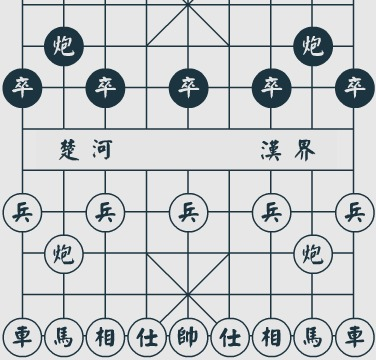 炮 炮
卒 卒 卒 卒 卒
楚河 漢界
兵 兵 兵 兵 兵
炮 炮
車 馬 相 仕 帥 仕 相 馬 車